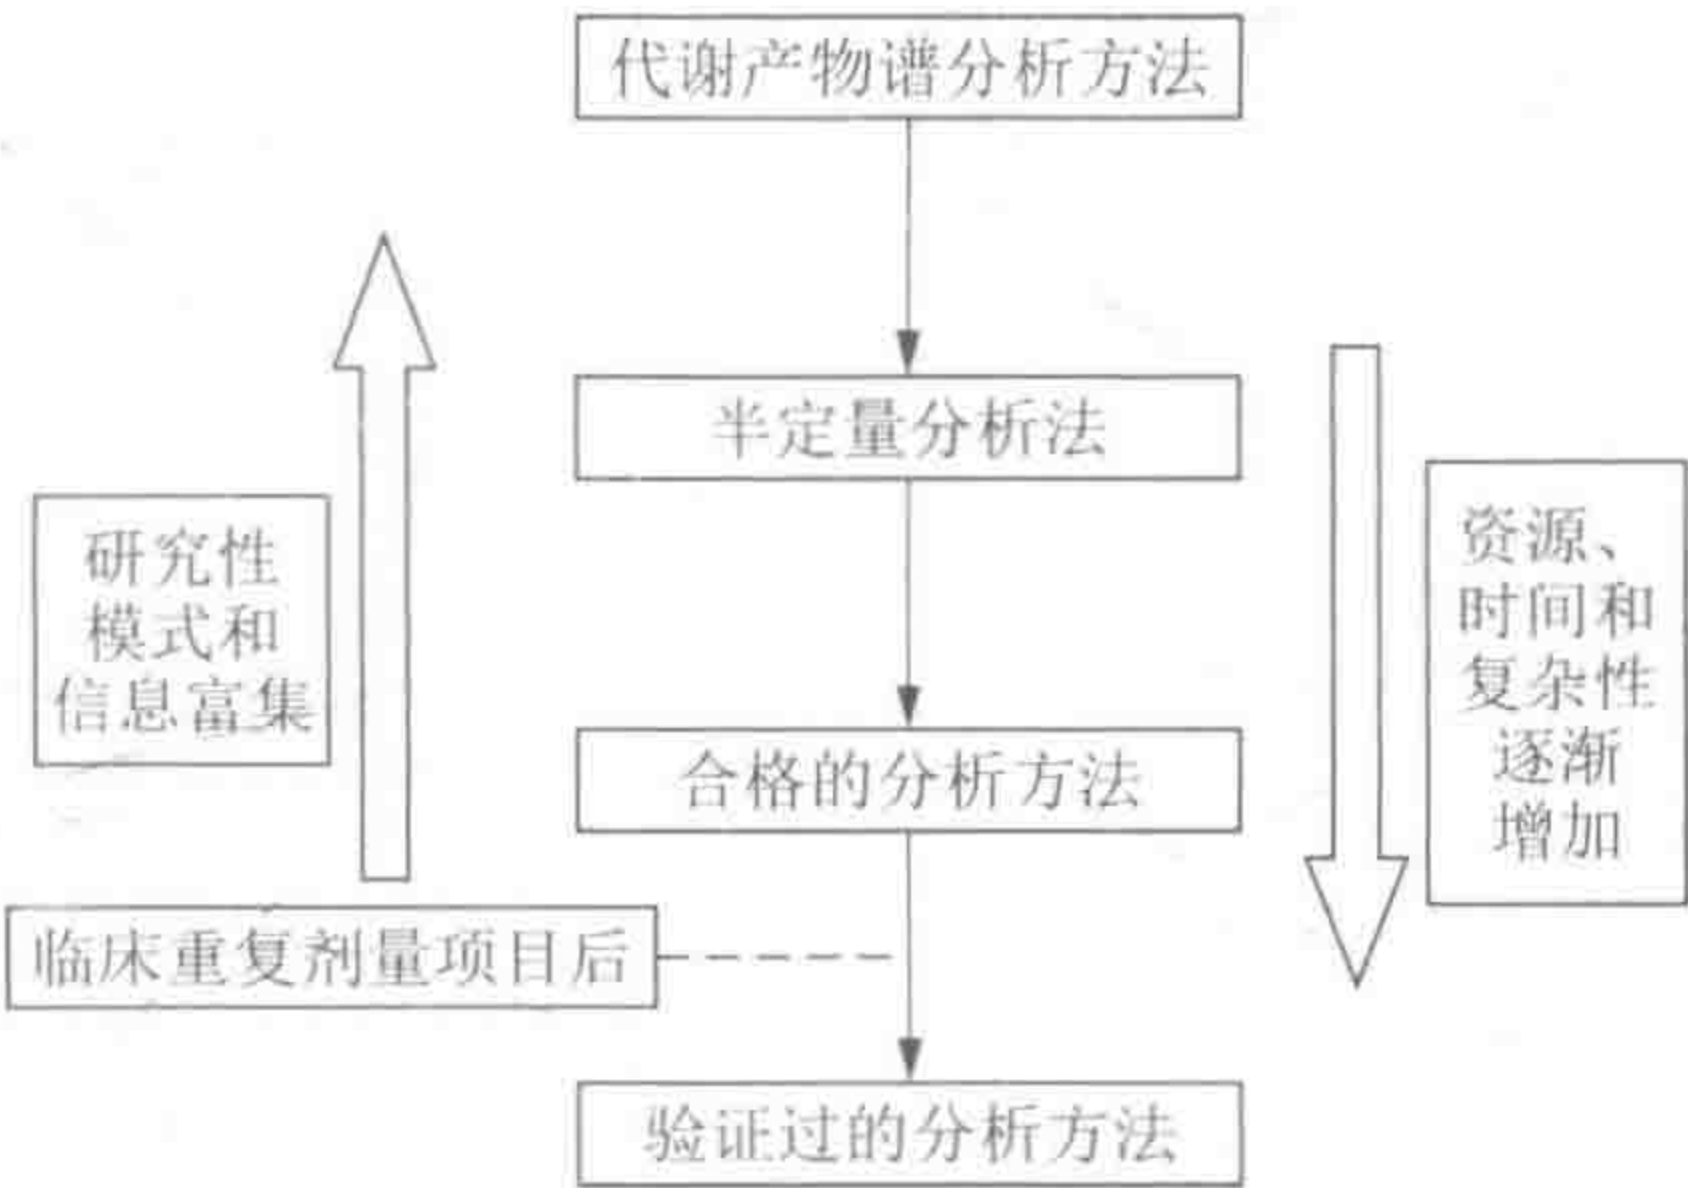 代谢产物谱分析方法
半定量分析法
研究性
模式和
信息富集
资源、
时间和
复杂性
逐渐
增加
合格的分析方法
临床重复剂量项目后
验证过的分析方法